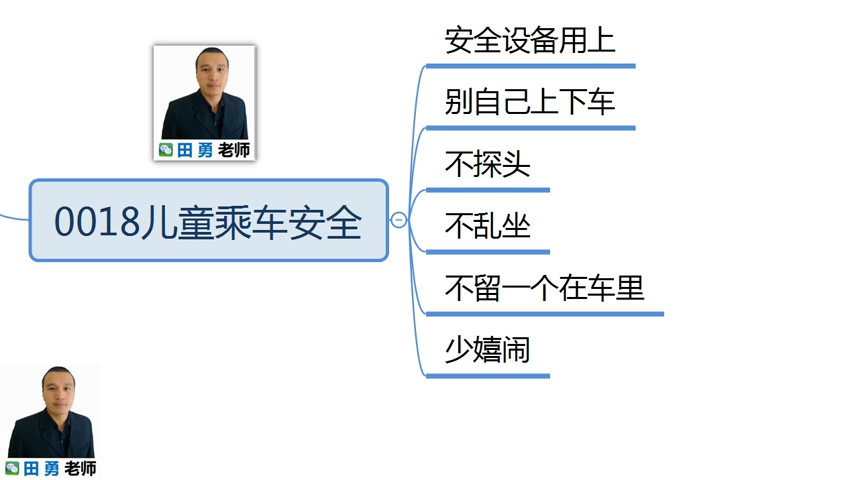 安全设备用上
别自己上下车
田 勇 老师
不探头
0018儿童乘车安全
不乱坐
不留一个在车里
少嬉闹
田 勇 老师